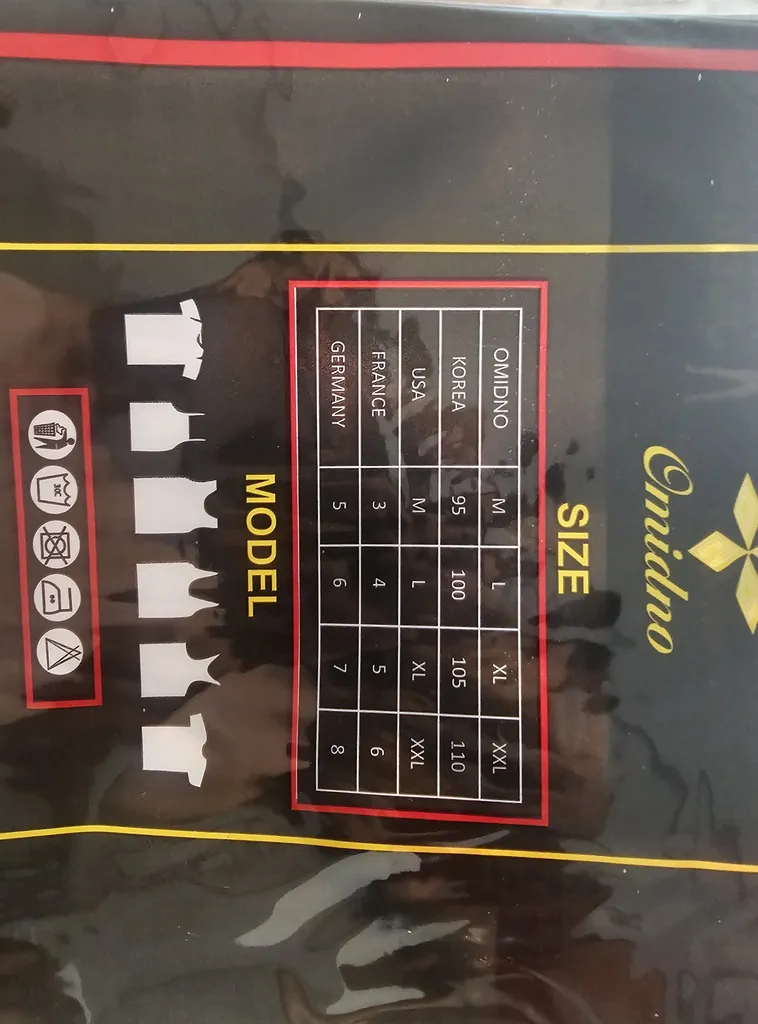 Omidno
SIZE
OMIDNO M L XL XXL
KOREA 95 100 105 110
USA M L XL XXL
FRANCE 3 4 5 6
GERMANY 5 6 7 8
MODEL